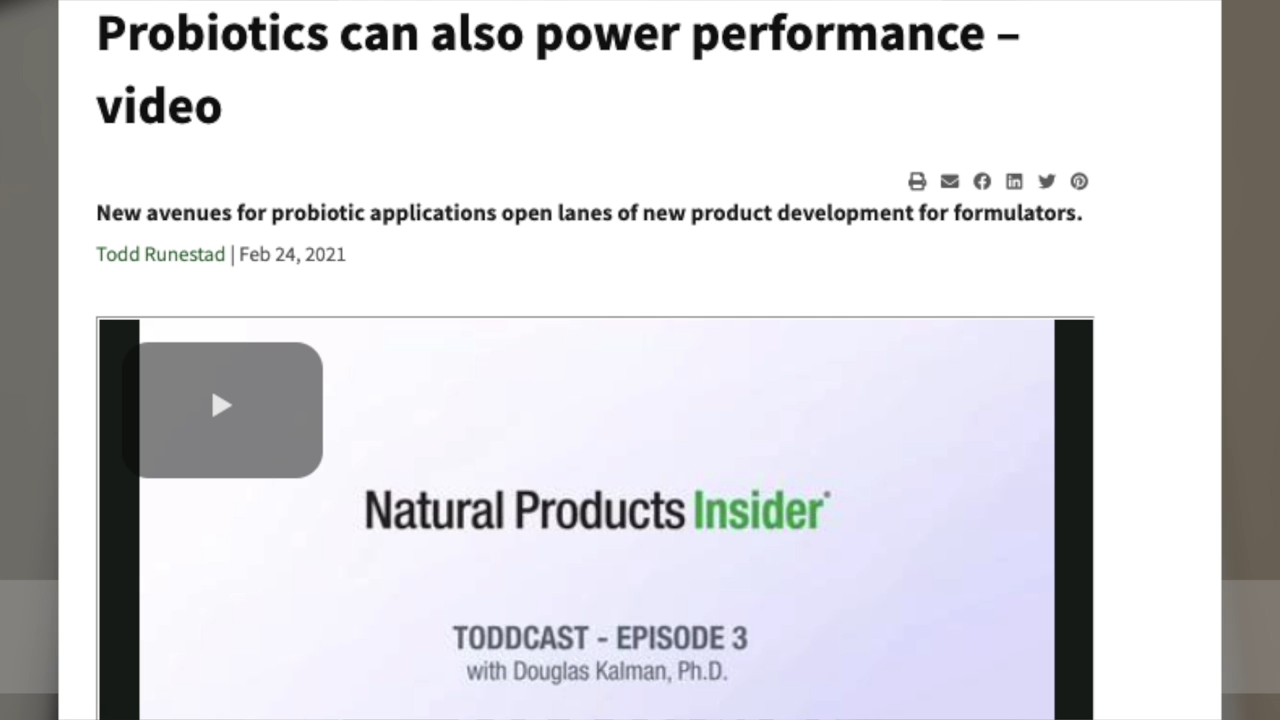 Probiotics can also power performance –
video
New avenues for probiotic applications open lanes of new product development for formulators.
Todd Runestad | Feb 24, 2021
Natural Products Insider
TODDCAST - EPISODE 3
with Douglas Kalman, Ph.D.